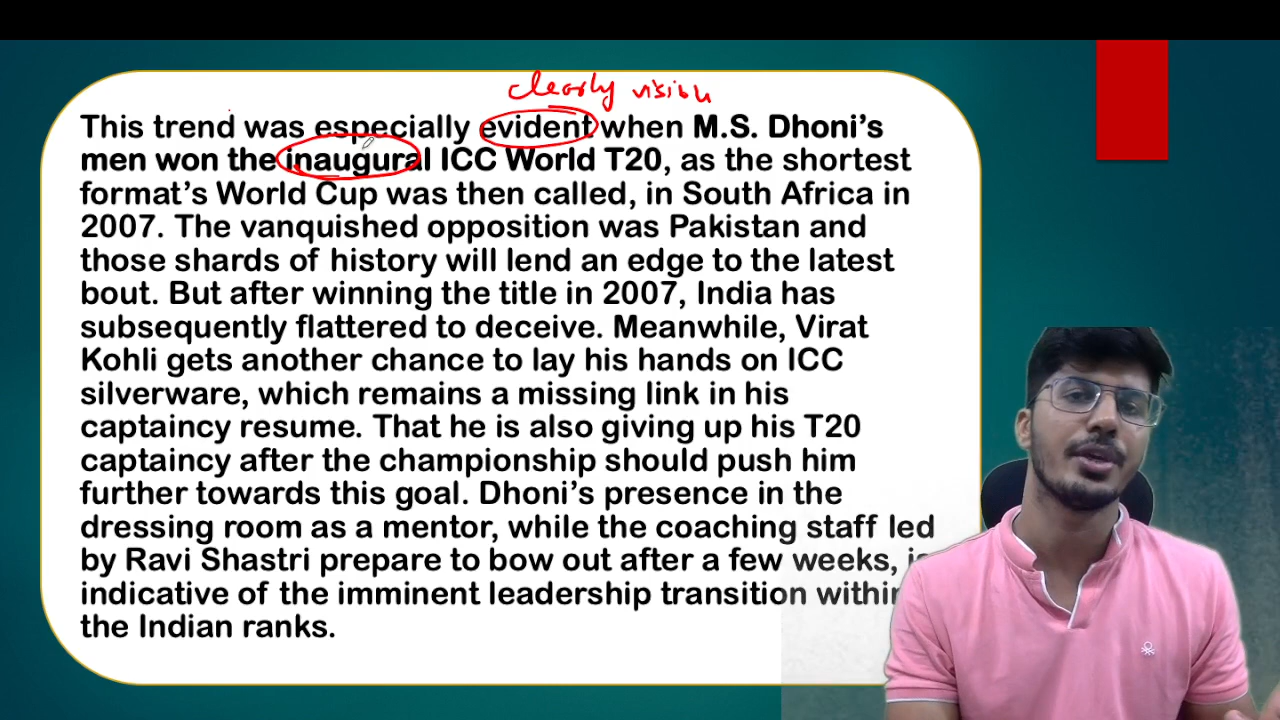 clearly visible
This trend was especially evident when M.S. Dhoni's
men won the inaugural ICC World T20, as the shortest
format's World Cup was then called, in South Africa in
2007. The vanquished opposition was Pakistan and
those shards of history will lend an edge to the latest
bout. But after winning the title in 2007, India has
subsequently flattered to deceive. Meanwhile, Virat
Kohli gets another chance to lay his hands on ICC
silverware, which remains a missing link in his
captaincy resume. That he is also giving up his T20
captaincy after the championship should push him
further towards this goal. Dhoni's presence in the
dressing room as a mentor, while the coaching staff led
by Ravi Shastri prepare to bow out after a few weeks,
indicative of the imminent leadership transition within
the Indian ranks.